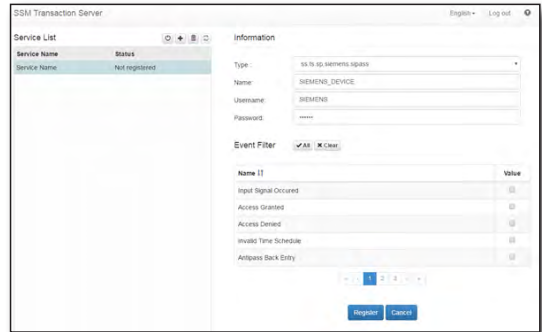 SSM Transaction Server
English
Log out
Service List
Service Name Status
Service Name Not registered
Information
Type : ss.ts.sp.siemens.sipass
Name: SIEMENS_DEVICE
Username: SIEMENS
Password: ••••••
Event Filter All Clear
Name Value
Input Signal Occured
Access Granted
Access Denied
Invalid Time Schedule
Antipass Back Entry
« ‹ 1 2 3 › »
Register Cancel